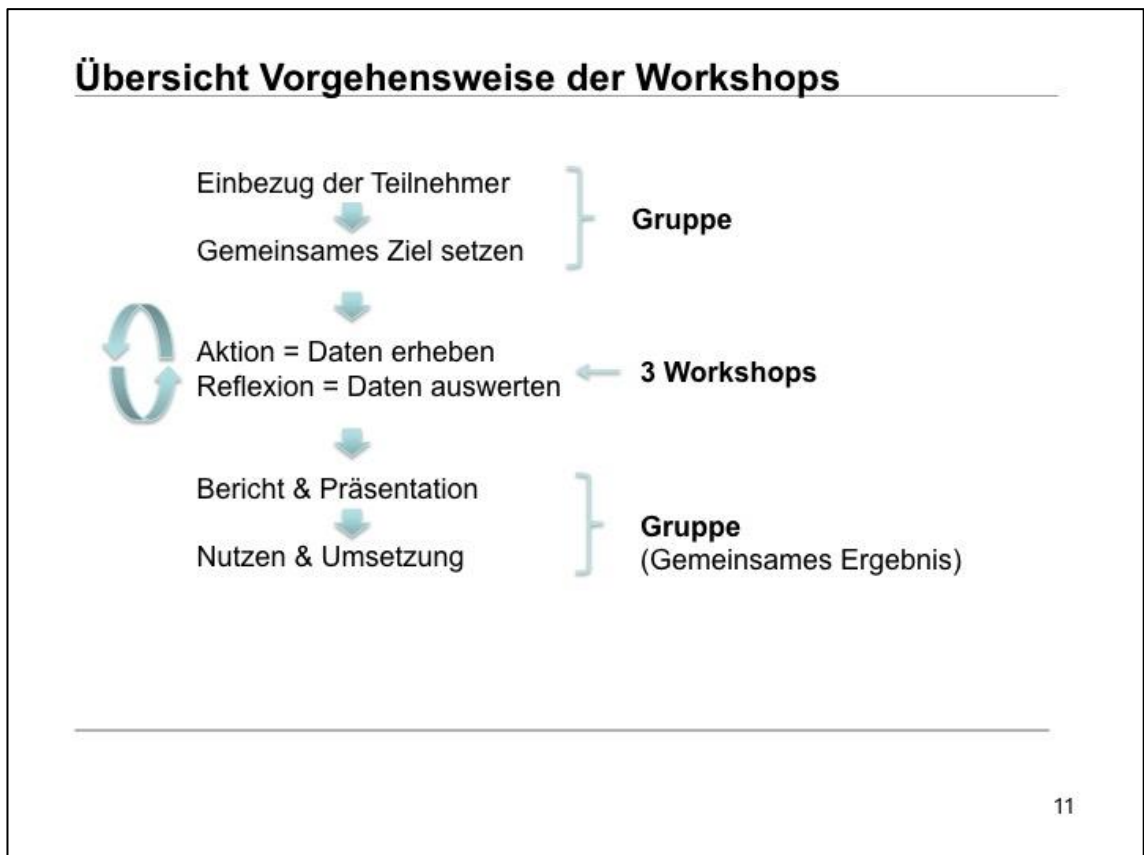 Übersicht Vorgehensweise der Workshops
Einbezug der Teilnehmer
Gemeinsames Ziel setzen
Gruppe
Aktion = Daten erheben
Reflexion = Daten auswerten
3 Workshops
Bericht & Präsentation
Nutzen & Umsetzung
Gruppe
(Gemeinsames Ergebnis)
11